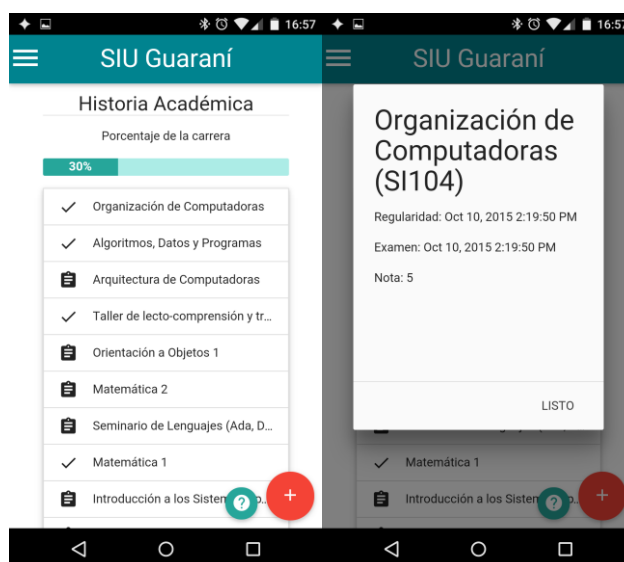 16:57
SIU Guaraní
Historia Académica
Porcentaje de la carrera
30%
Organización de Computadoras
Algoritmos, Datos y Programas
Arquitectura de Computadoras
Taller de lecto-comprensión y tr...
Orientación a Objetos 1
Matemática 2
Seminario de Lenguajes (Ada, D...
Matemática 1
Introducción a los
?
+
16:57
SIU Guaraní
Organización de
Computadoras
(SI104)
Regularidad: Oct 10, 2015 2:19:50 PM
Examen: Oct 10, 2015 2:19:50 PM
Nota: 5
LISTO
Matemática 1
Introducción a los
?
+